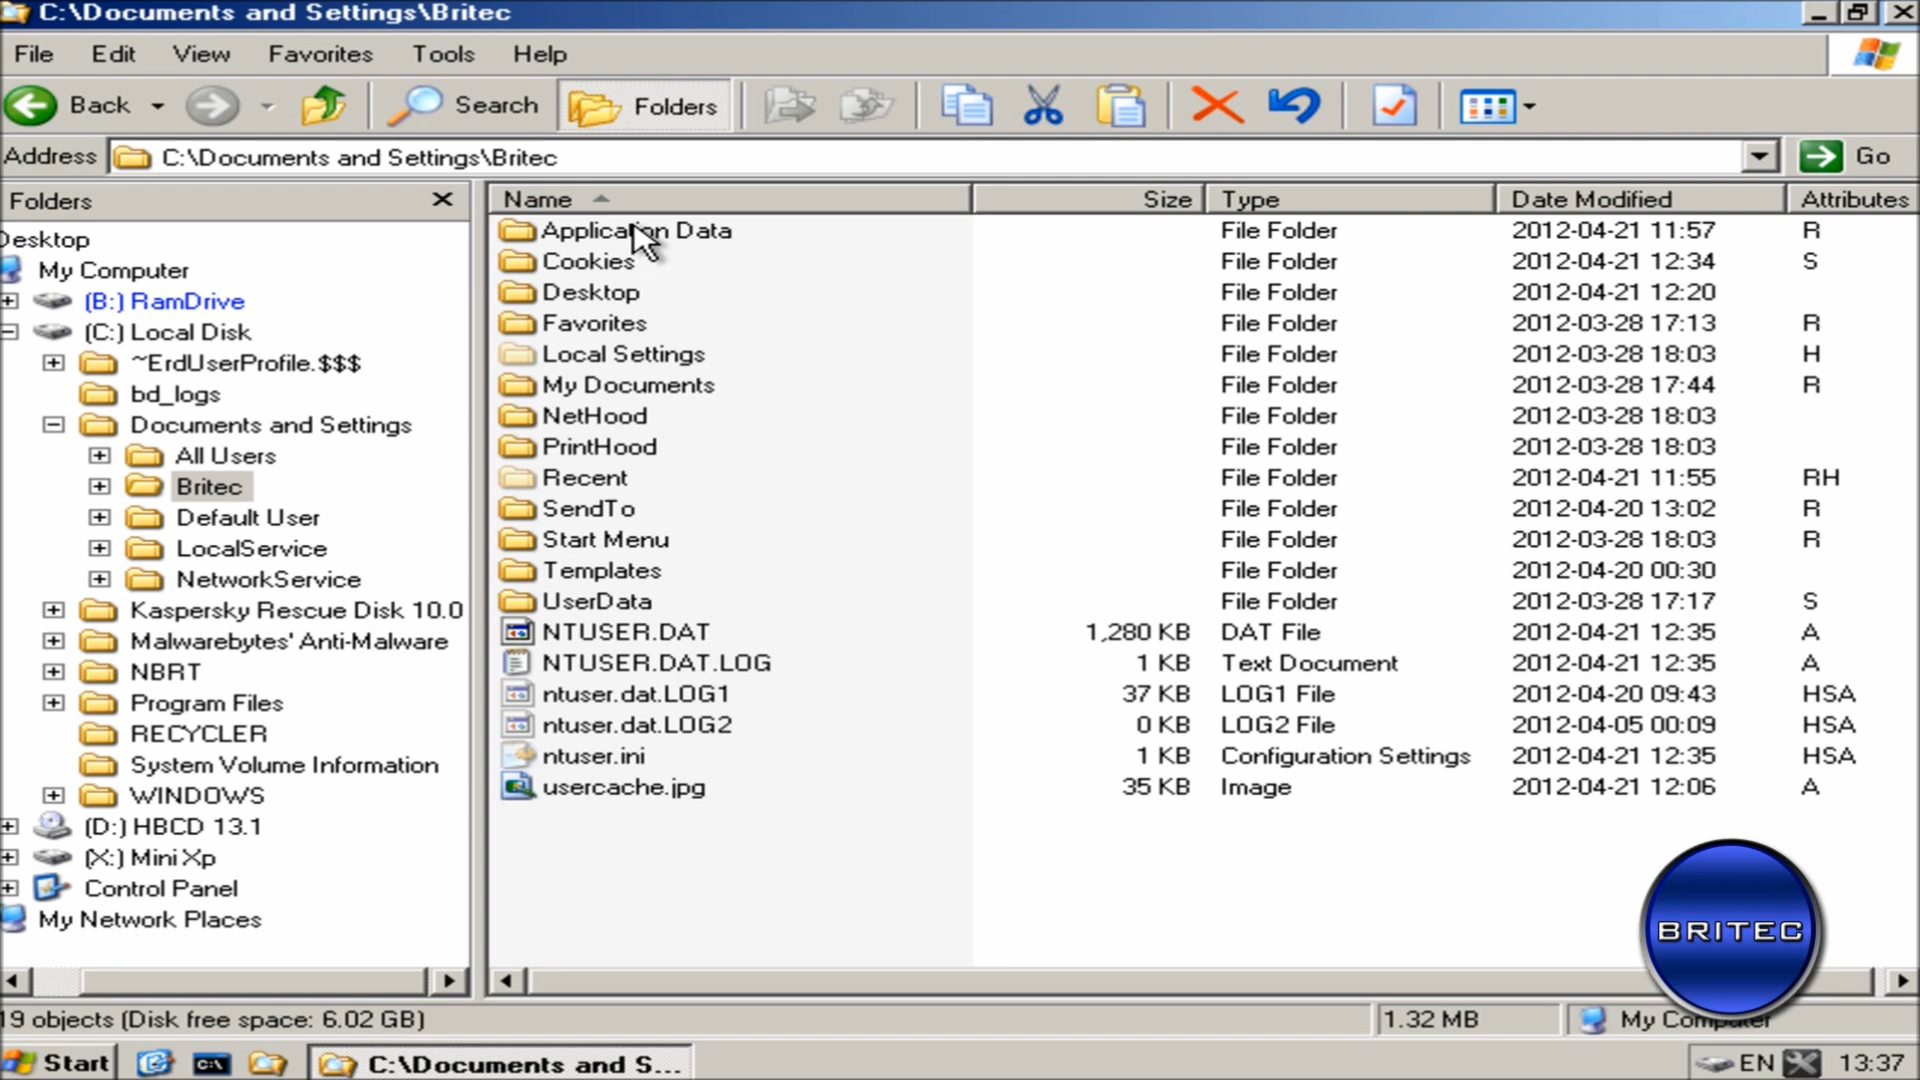 C:\Documents and Settings\Britec
File Edit View Favorites Tools Help
Back Search Folders
Address C:\Documents and Settings\Britec Go
Folders
Desktop
My Computer
(B:) RamDrive
(C:) Local Disk
~ErdUserProfile.$$$
bd_logs
Documents and Settings
All Users
Britec
Default User
LocalService
NetworkService
Kaspersky Rescue Disk 10.0
Malwarebytes' Anti-Malware
NBRT
Program Files
RECYCLER
System Volume Information
WINDOWS
(D:) HBCD 13.1
(X:) Mini Xp
Control Panel
My Network Places
Name Size Type Date Modified Attributes
Application Data File Folder 2012-04-21 11:57 R
Cookies File Folder 2012-04-21 12:34 S
Desktop File Folder 2012-04-21 12:20
Favorites File Folder 2012-03-28 17:13 R
Local Settings File Folder 2012-03-28 18:03 H
My Documents File Folder 2012-03-28 17:44 R
NetHood File Folder 2012-03-28 18:03
PrintHood File Folder 2012-03-28 18:03
Recent File Folder 2012-04-21 11:55 RH
SendTo File Folder 2012-04-20 13:02 R
Start Menu File Folder 2012-03-28 18:03 R
Templates File Folder 2012-04-20 00:30
UserData File Folder 2012-03-28 17:17 S
NTUSER.DAT 1,280 KB DAT File 2012-04-21 12:35 A
NTUSER.DAT.LOG 1 KB Text Document 2012-04-21 12:35 A
ntuser.dat.LOG1 37 KB LOG1 File 2012-04-20 09:43 HSA
ntuser.dat.LOG2 0 KB LOG2 File 2012-04-05 00:09 HSA
ntuser.ini 1 KB Configuration Settings 2012-04-21 12:35 HSA
usercache.jpg 35 KB Image 2012-04-21 12:06 A
BRITEC
19 objects (Disk free space: 6.02 GB) 1.32 MB My Computer
Start C:\ C:\Documents and S... EN 13:37